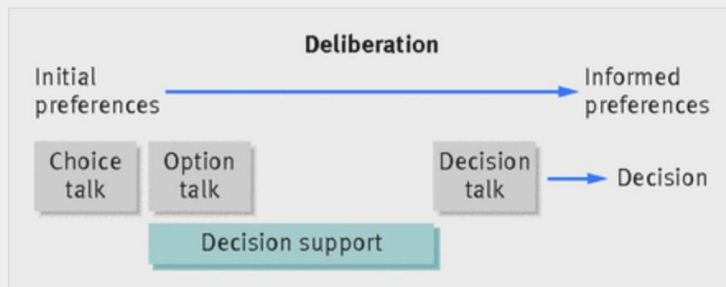 Deliberation
Initial
preferences
Informed
preferences
Choice
talk
Option
talk
Decision
talk
Decision
Decision support